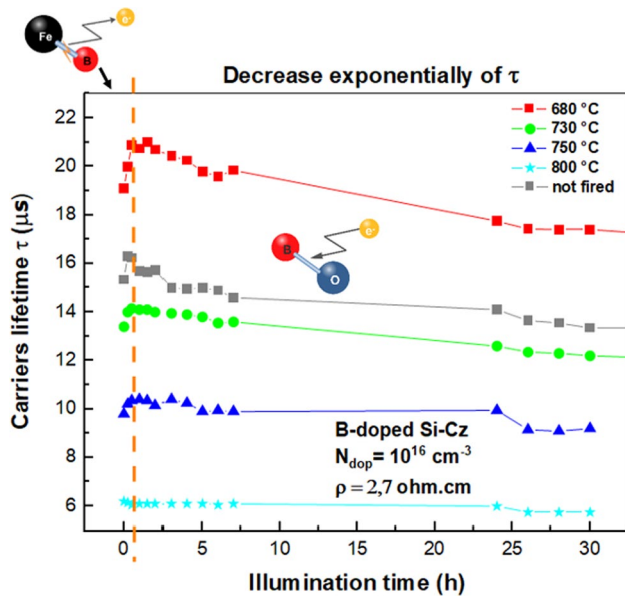 Fe
e-
B
Decrease exponentially of τ
22
20
18
16
14
12
10
8
6
Carriers lifetime τ (μs)
680 °C
730 °C
750 °C
800 °C
not fired
e-
B
O
B-doped Si-Cz
N_dop= 10^16 cm^-3
ρ = 2,7 ohm.cm
0 5 10 15 20 25 30
Illumination time (h)